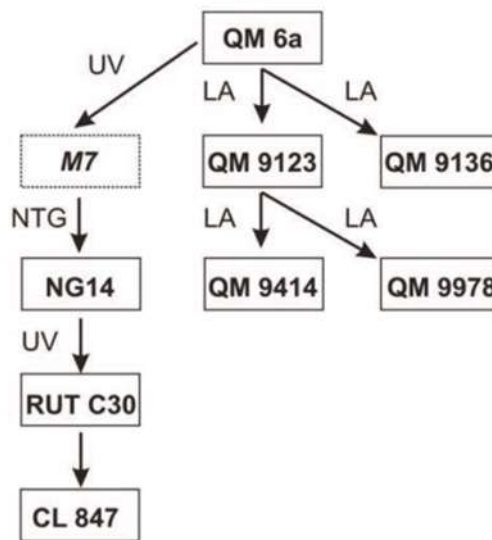 QM 6a
UV
LA
LA
M7
QM 9123
QM 9136
NTG
LA
LA
NG14
QM 9414
QM 9978
UV
RUT C30
CL 847